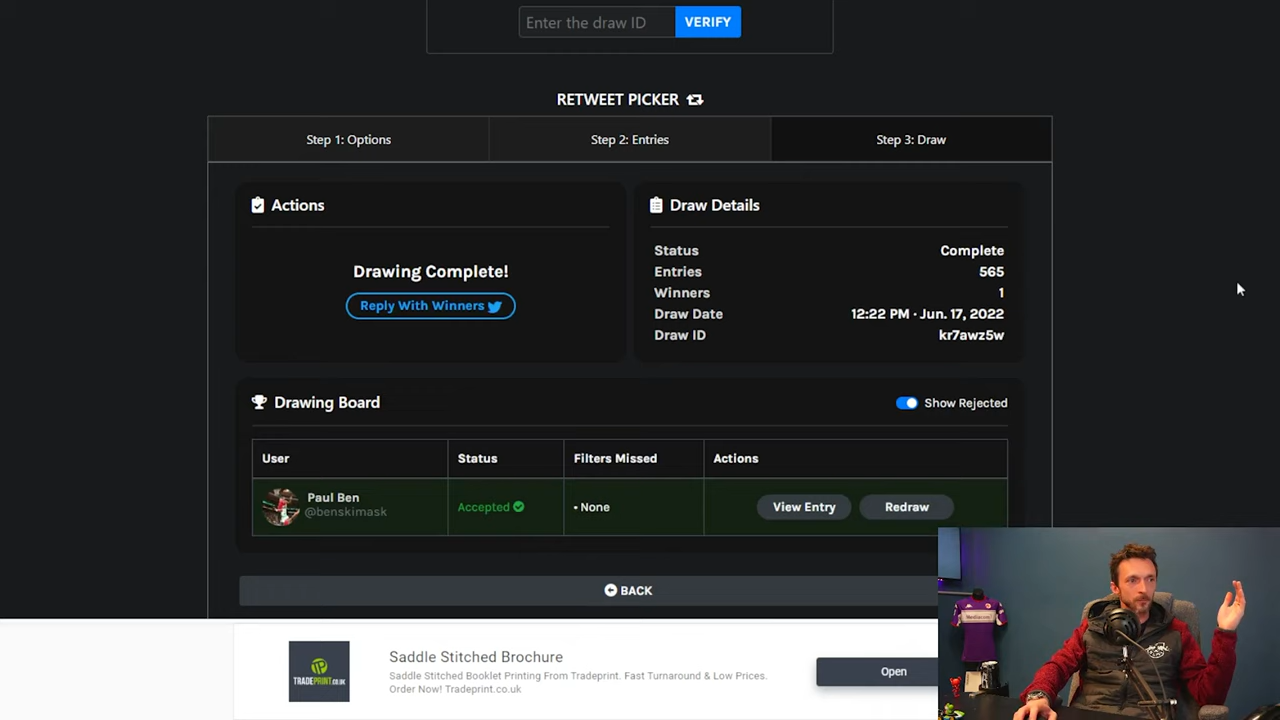 Enter the draw ID
VERIFY
RETWEET PICKER
Step 1: Options
Step 2: Entries
Step 3: Draw
Actions
Drawing Complete!
Reply With Winners
Draw Details
Status Complete
Entries 565
Winners 1
Draw Date 12:22 PM · Jun. 17, 2022
Draw ID kr7awz5w
Drawing Board
Show Rejected
User Status Filters Missed Actions
Paul Ben
@benskimask
Accepted
• None
View Entry
Redraw
BACK
TRADEPRINT.CO.UK
Saddle Stitched Brochure
Saddle Stitched Booklet Printing From Tradeprint. Fast Turnaround & Low Prices.
Order Now! Tradeprint.co.uk
Open